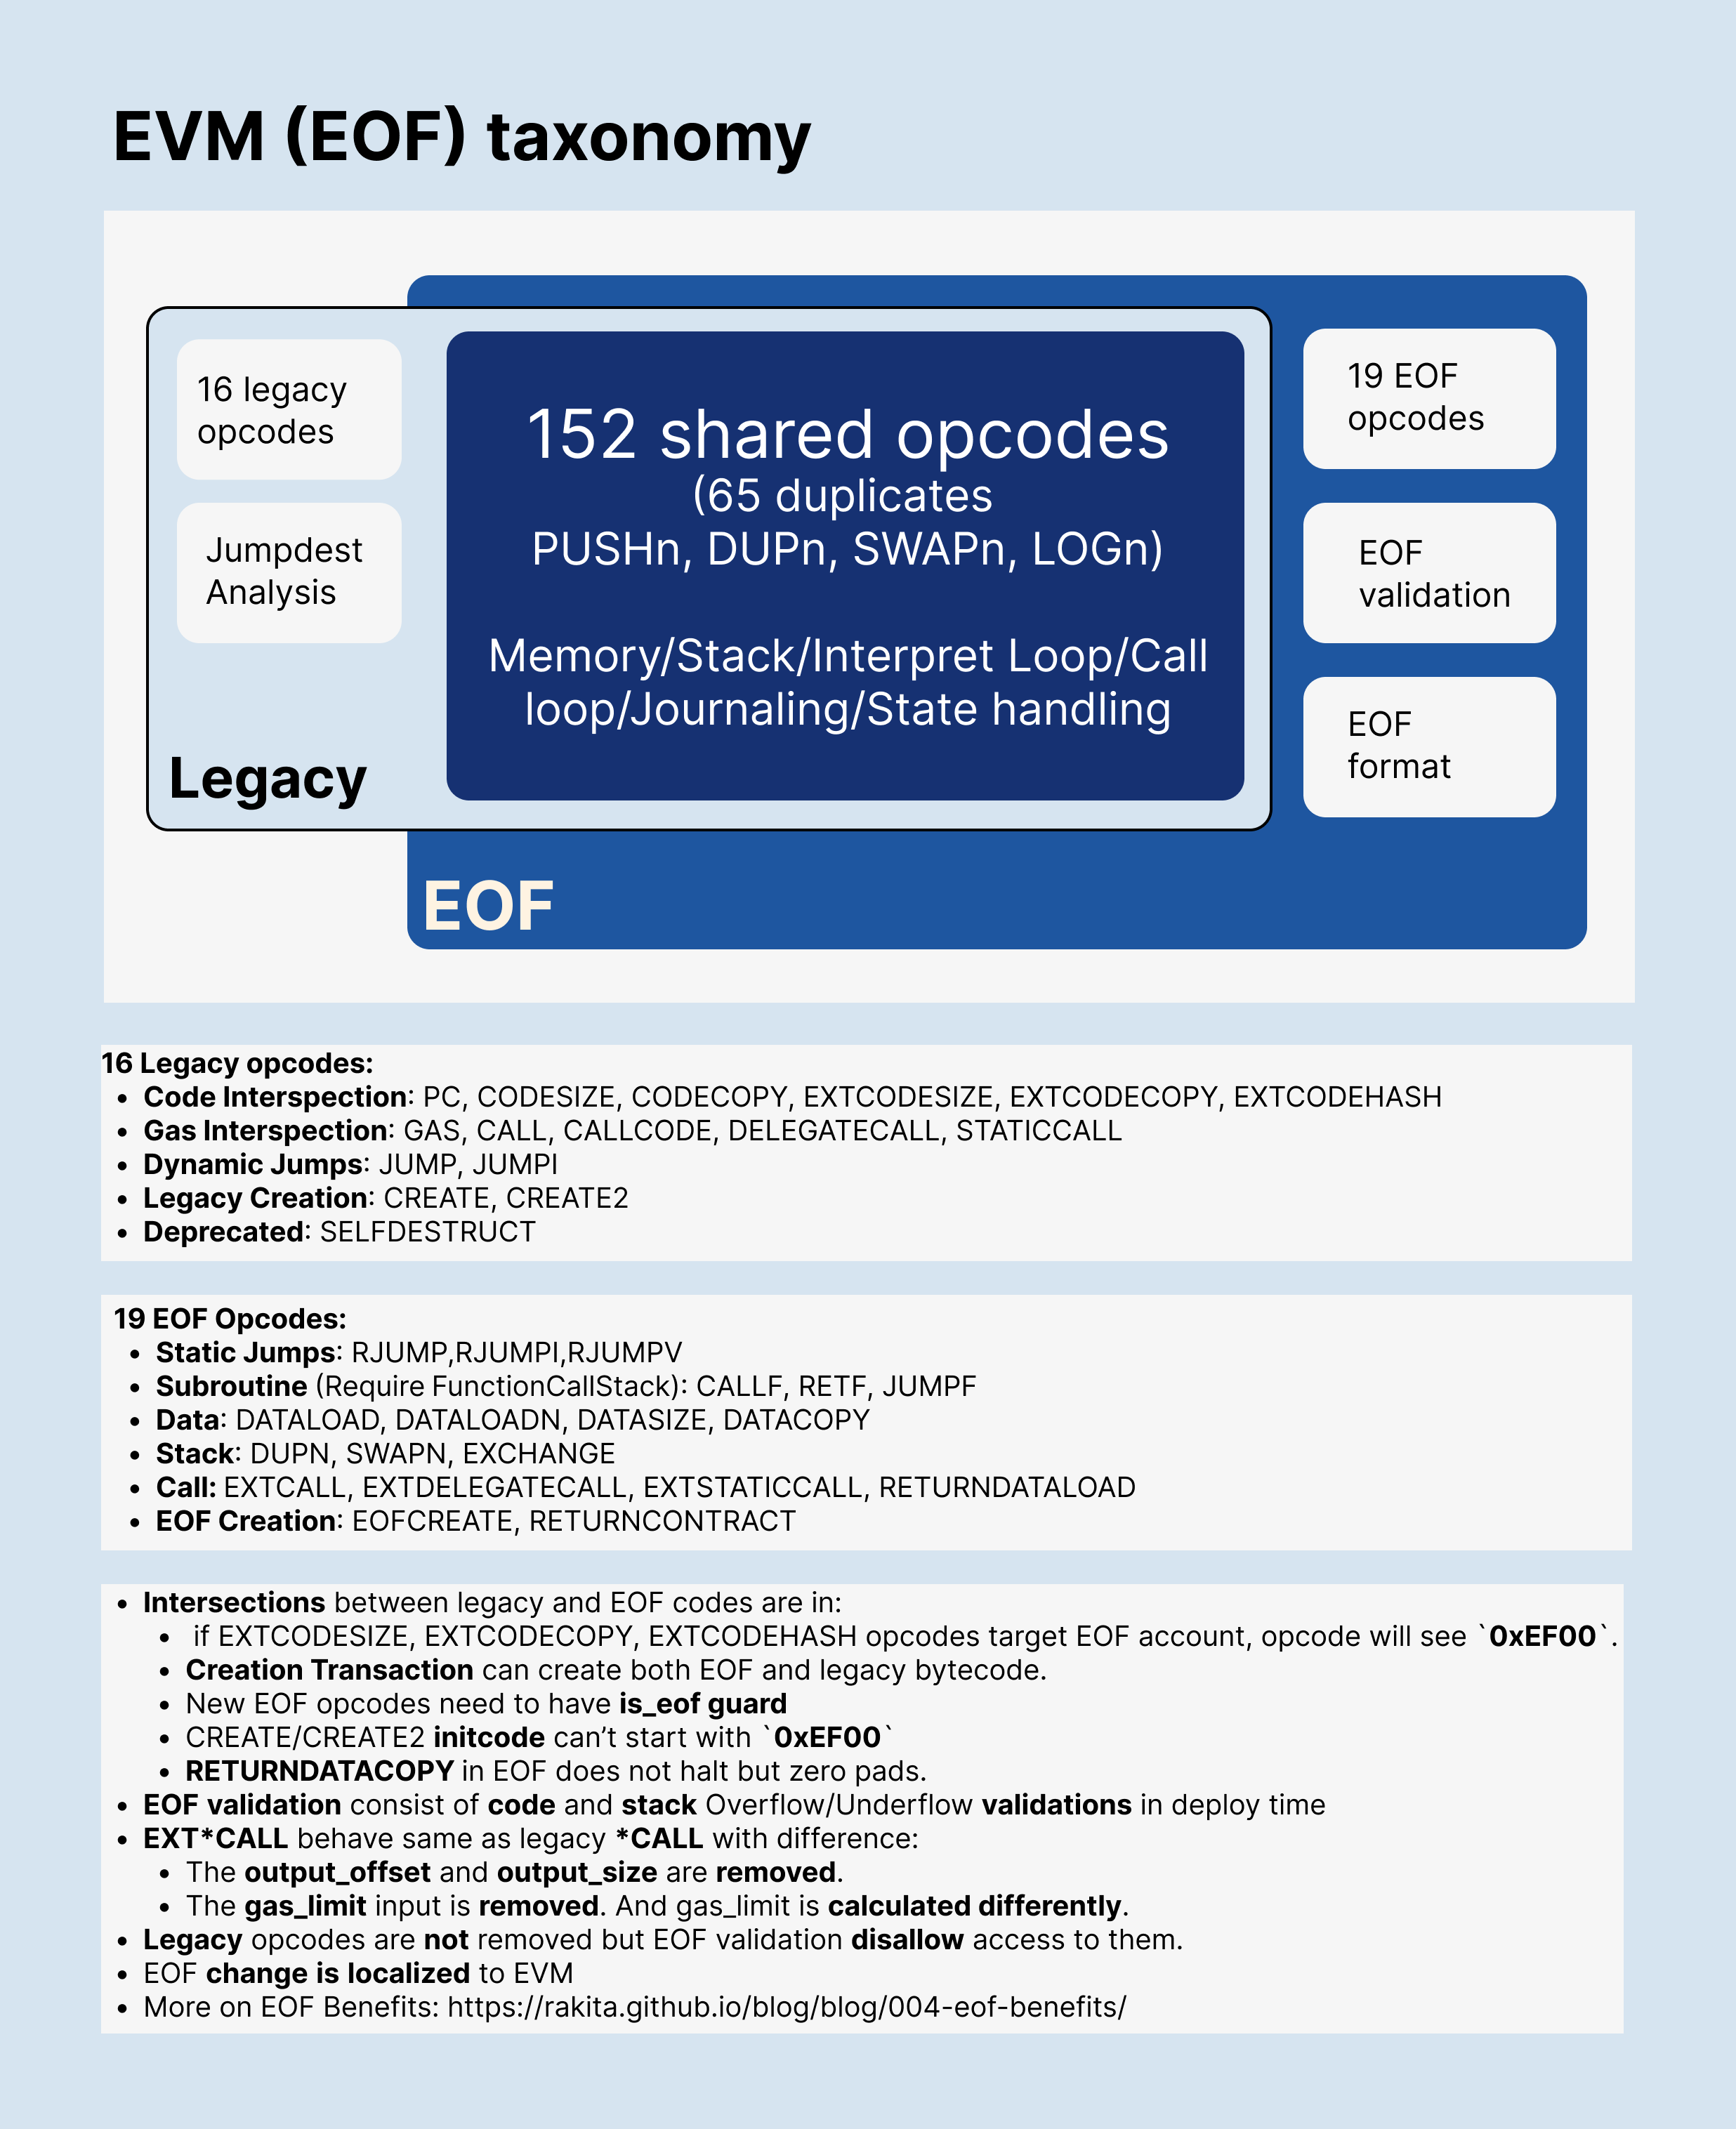 EVM (EOF) taxonomy
16 legacy
opcodes
Jumpdest
Analysis
Legacy
152 shared opcodes
(65 duplicates
PUSHn, DUPn, SWAPn, LOGn)
Memory/Stack/Interpret Loop/Call
loop/Journaling/State handling
19 EOF
opcodes
EOF
validation
EOF
format
EOF
16 Legacy opcodes:
• Code Interspection: PC, CODESIZE, CODECOPY, EXTCODESIZE, EXTCODECOPY, EXTCODEHASH
• Gas Interspection: GAS, CALL, CALLCODE, DELEGATECALL, STATICCALL
• Dynamic Jumps: JUMP, JUMPI
• Legacy Creation: CREATE, CREATE2
• Deprecated: SELFDESTRUCT
19 EOF Opcodes:
• Static Jumps: RJUMP,RJUMPI,RJUMPV
• Subroutine (Require FunctionCallStack): CALLF, RETF, JUMPF
• Data: DATALOAD, DATALOADN, DATASIZE, DATACOPY
• Stack: DUPN, SWAPN, EXCHANGE
• Call: EXTCALL, EXTDELEGATECALL, EXTSTATICCALL, RETURNDATALOAD
• EOF Creation: EOFCREATE, RETURNCONTRACT
• Intersections between legacy and EOF codes are in:
• if EXTCODESIZE, EXTCODECOPY, EXTCODEHASH opcodes target EOF account, opcode will see `0xEF00`.
• Creation Transaction can create both EOF and legacy bytecode.
• New EOF opcodes need to have is_eof guard
• CREATE/CREATE2 initcode can’t start with `0xEF00`
• RETURNDATACOPY in EOF does not halt but zero pads.
• EOF validation consist of code and stack Overflow/Underflow validations in deploy time
• EXT*CALL behave same as legacy *CALL with difference:
• The output_offset and output_size are removed.
• The gas_limit input is removed. And gas_limit is calculated differently.
• Legacy opcodes are not removed but EOF validation disallow access to them.
• EOF change is localized to EVM
• More on EOF Benefits: https://rakita.github.io/blog/blog/004-eof-benefits/